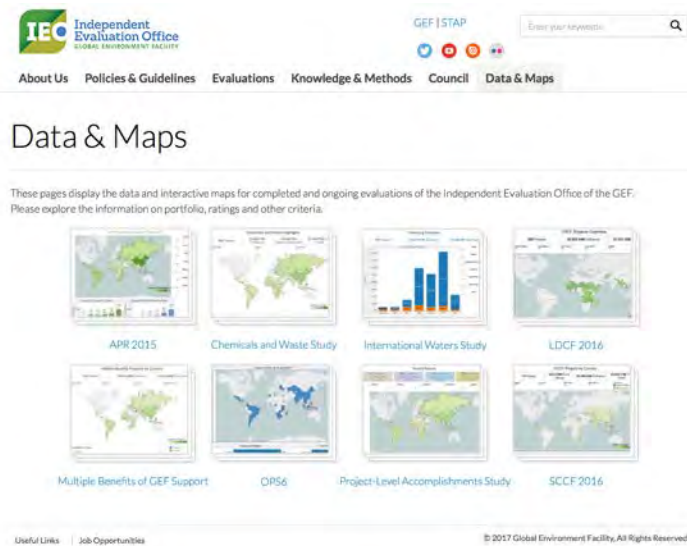 IEO Independent
Evaluation Office
GLOBAL ENVIRONMENT FACILITY
GEF | STAP
Enter your keywords
About Us Policies & Guidelines Evaluations Knowledge & Methods Council Data & Maps
Data & Maps
These pages display the data and interactive maps for completed and ongoing evaluations of the Independent Evaluation Office of the GEF.
Please explore the information on portfolio, ratings and other criteria.
APR 2015 Chemicals and Waste Study International Waters Study LDCF 2016
Multiple Benefits of GEF Support OPS6 Project-Level Accomplishments Study SCCF 2016
Useful Links | Job Opportunities
© 2017 Global Environment Facility, All Rights Reserved